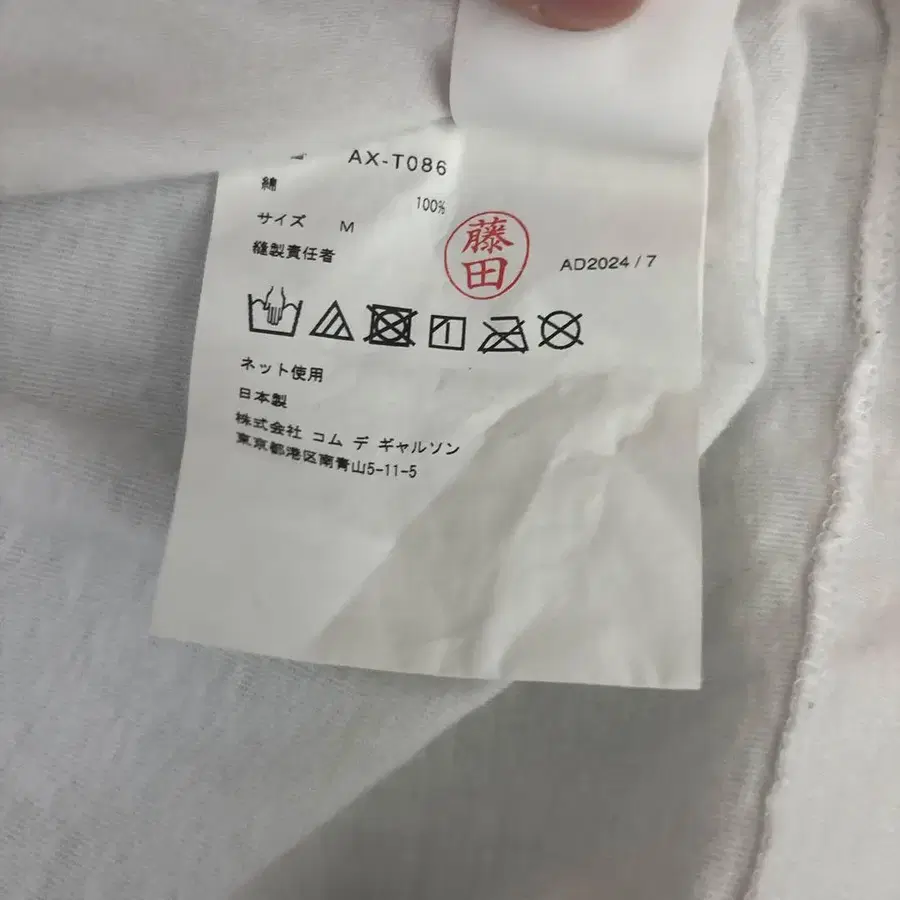 AX-T086
綿 100%
サイズ M
縫製責任者
藤田
AD2024/7
ネット使用
日本製
株式会社 コム デ ギャルソン
東京都港区南青山5-11-5